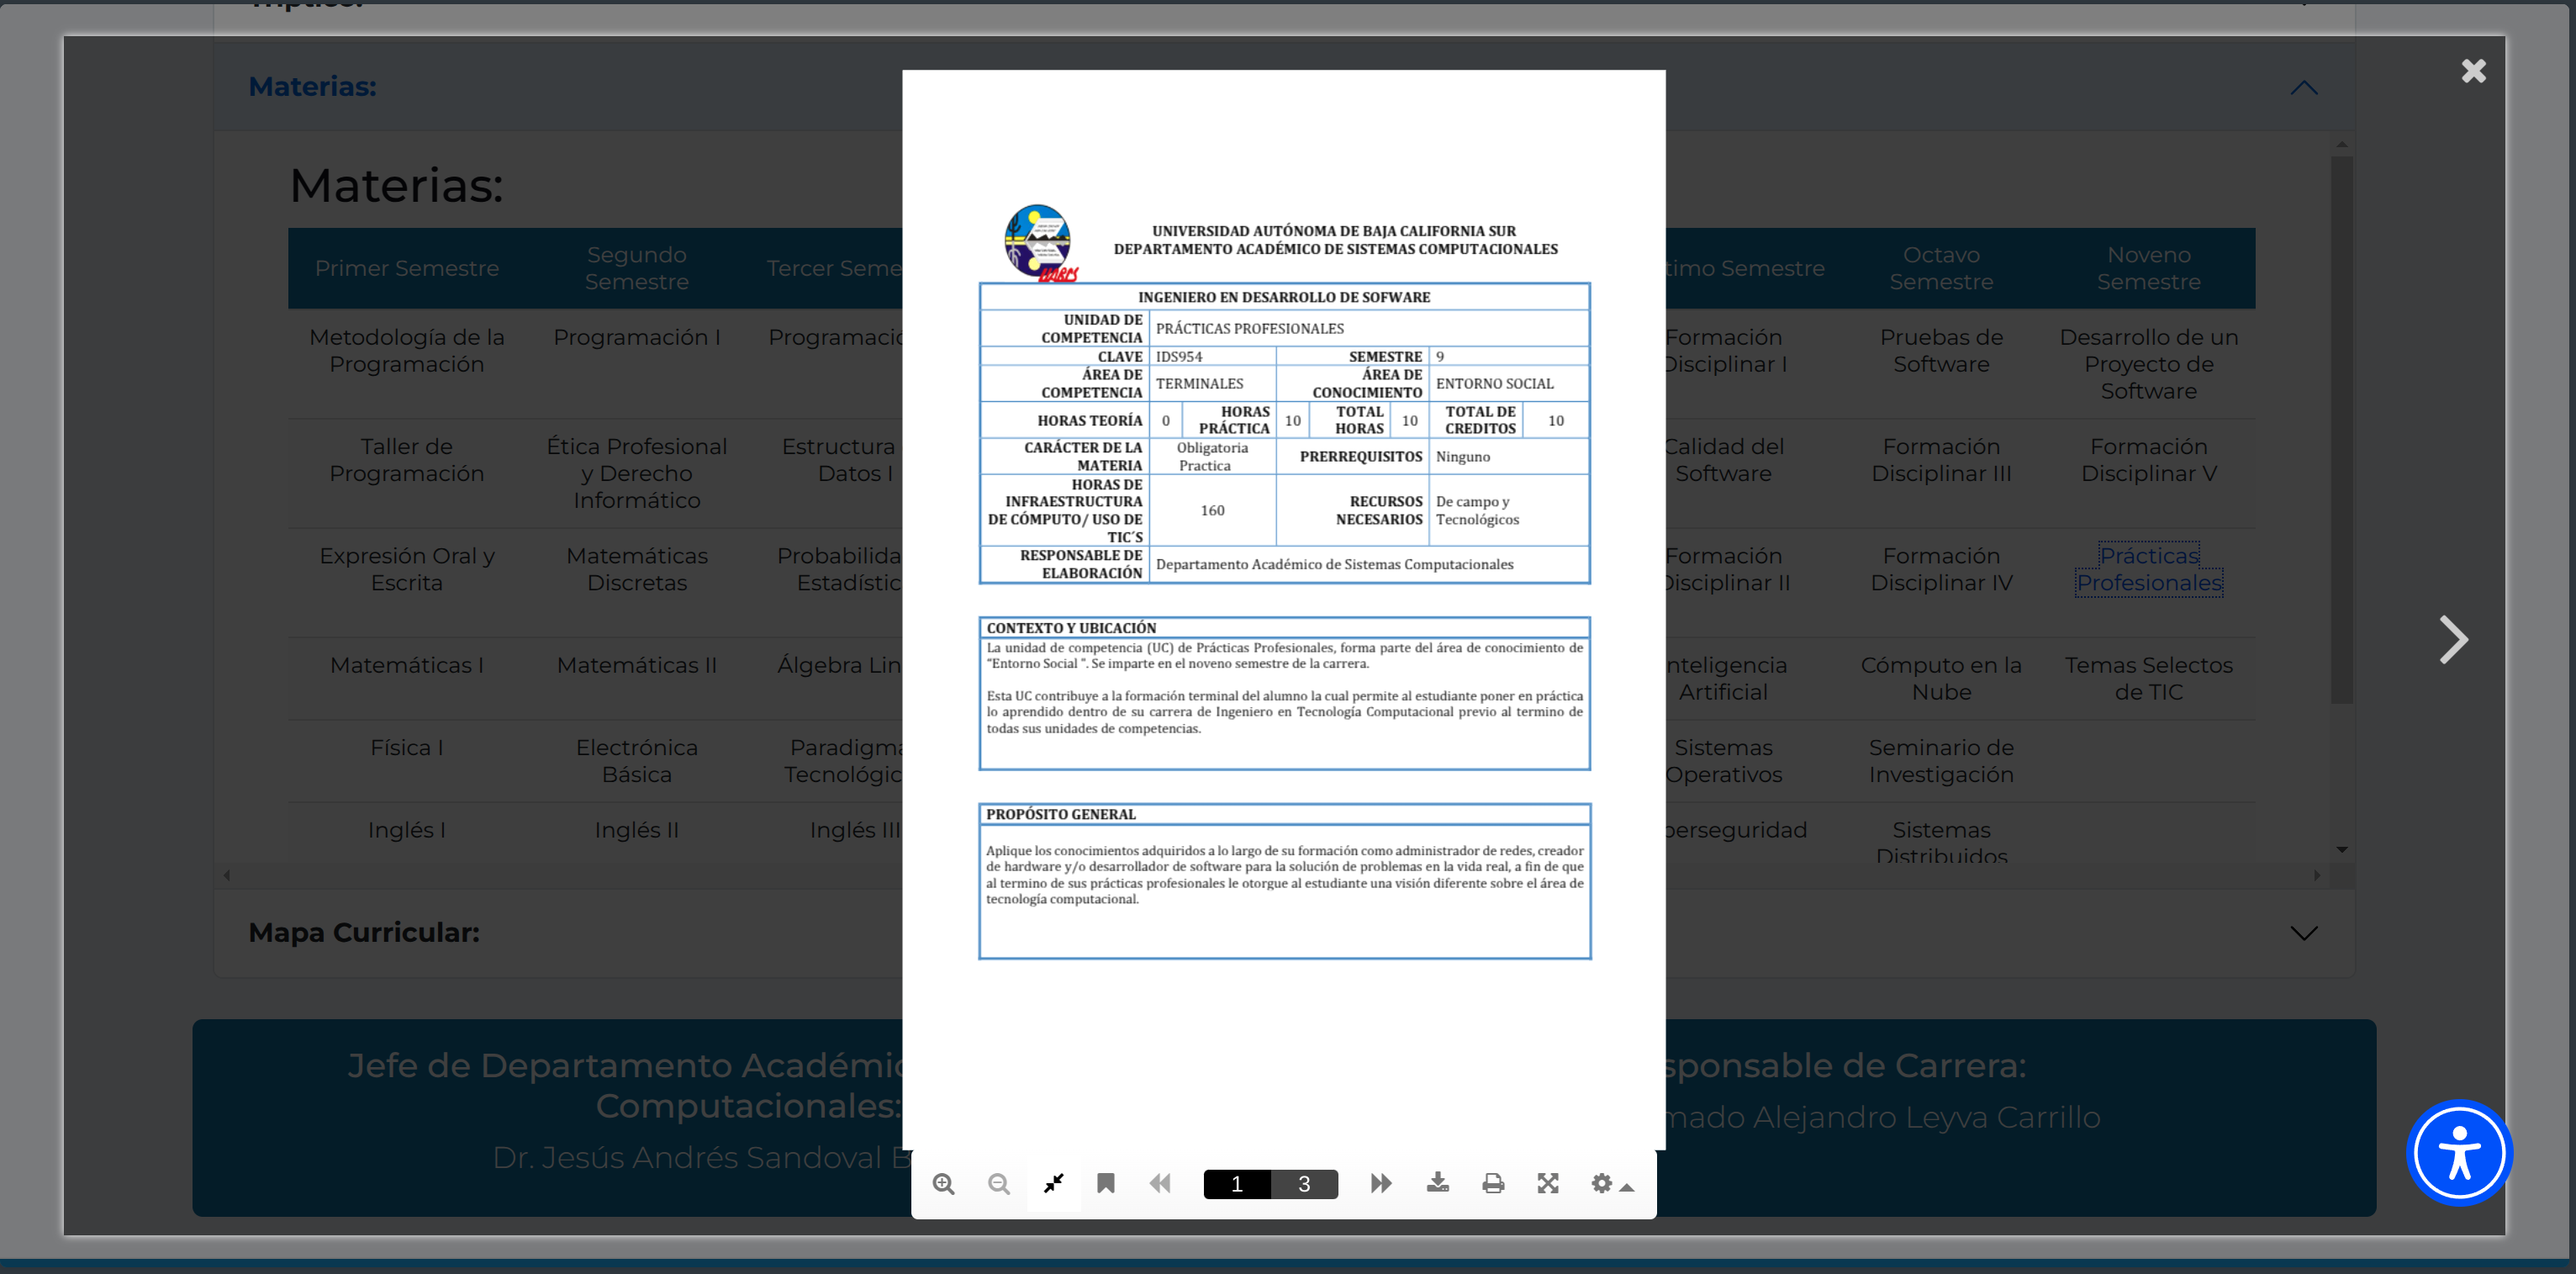 Materias:
Materias:
Primer Semestre
Segundo
Semestre
Tercer Seme
timo Semestre
Octavo
Semestre
Noveno
Semestre
Metodología de la
Programación
Programación I
Programació
Formación
Disciplinar I
Pruebas de
Software
Desarrollo de un
Proyecto de
Software
Taller de
Programación
Ética Profesional
y Derecho
Informático
Estructura
Datos I
Calidad del
Software
Formación
Disciplinar III
Formación
Disciplinar V
Expresión Oral y
Escrita
Matemáticas
Discretas
Probabilida
Estadístic
Formación
Disciplinar II
Formación
Disciplinar IV
Prácticas
Profesionales
Matemáticas I
Matemáticas II
Álgebra Lin
nteligencia
Artificial
Cómputo en la
Nube
Temas Selectos
de TIC
Física I
Electrónica
Básica
Paradigma
Tecnológic
Sistemas
Operativos
Seminario de
Investigación
Inglés I
Inglés II
Inglés III
perseguridad
Sistemas
Distribuidos
Mapa Curricular:
Jefe de Departamento Académic
Computacionales:
Dr. Jesús Andrés Sandoval B
sponsable de Carrera:
mado Alejandro Leyva Carrillo
UABCS
UNIVERSIDAD AUTÓNOMA DE BAJA CALIFORNIA SUR
DEPARTAMENTO ACADÉMICO DE SISTEMAS COMPUTACIONALES
INGENIERO EN DESARROLLO DE SOFWARE
UNIDAD DE
COMPETENCIA
PRÁCTICAS PROFESIONALES
CLAVE
IDS954
SEMESTRE
9
ÁREA DE
COMPETENCIA
TERMINALES
ÁREA DE
CONOCIMIENTO
ENTORNO SOCIAL
HORAS TEORÍA
0
HORAS
PRÁCTICA
10
TOTAL
HORAS
10
TOTAL DE
CREDITOS
10
CARÁCTER DE LA
MATERIA
Obligatoria
Practica
PRERREQUISITOS
Ninguno
HORAS DE
INFRAESTRUCTURA
DE CÓMPUTO/ USO DE
TIC´S
160
RECURSOS
NECESARIOS
De campo y
Tecnológicos
RESPONSABLE DE
ELABORACIÓN
Departamento Académico de Sistemas Computacionales
CONTEXTO Y UBICACIÓN
La unidad de competencia (UC) de Prácticas Profesionales, forma parte del área de conocimiento de
"Entorno Social ". Se imparte en el noveno semestre de la carrera.
Esta UC contribuye a la formación terminal del alumno la cual permite al estudiante poner en práctica
lo aprendido dentro de su carrera de Ingeniero en Tecnología Computacional previo al termino de
todas sus unidades de competencias.
PROPÓSITO GENERAL
Aplique los conocimientos adquiridos a lo largo de su formación como administrador de redes, creador
de hardware y/o desarrollador de software para la solución de problemas en la vida real, a fin de que
al termino de sus prácticas profesionales le otorgue al estudiante una visión diferente sobre el área de
tecnología computacional.
1
3